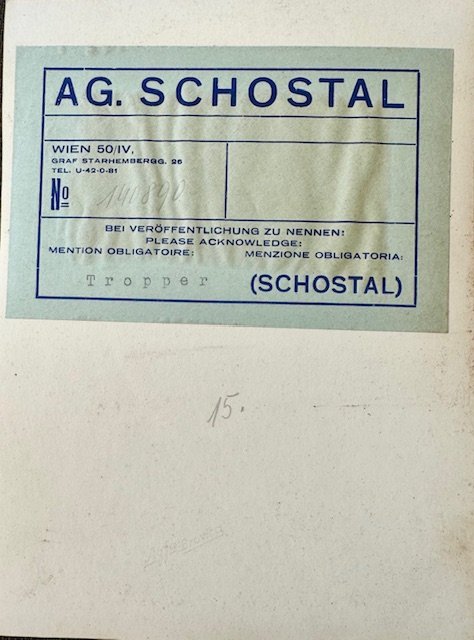 AG. SCHOSTAL
WIEN 50/IV.
GRAF STARHEMBERGG. 26
TEL. U-42-0-81
No 141890
BEI VERÖFFENTLICHUNG ZU NENNEN:
PLEASE ACKNOWLEDGE:
MENTION OBLIGATOIRE: MENZIONE OBLIGATORIA:
Tropper (SCHOSTAL)
15.